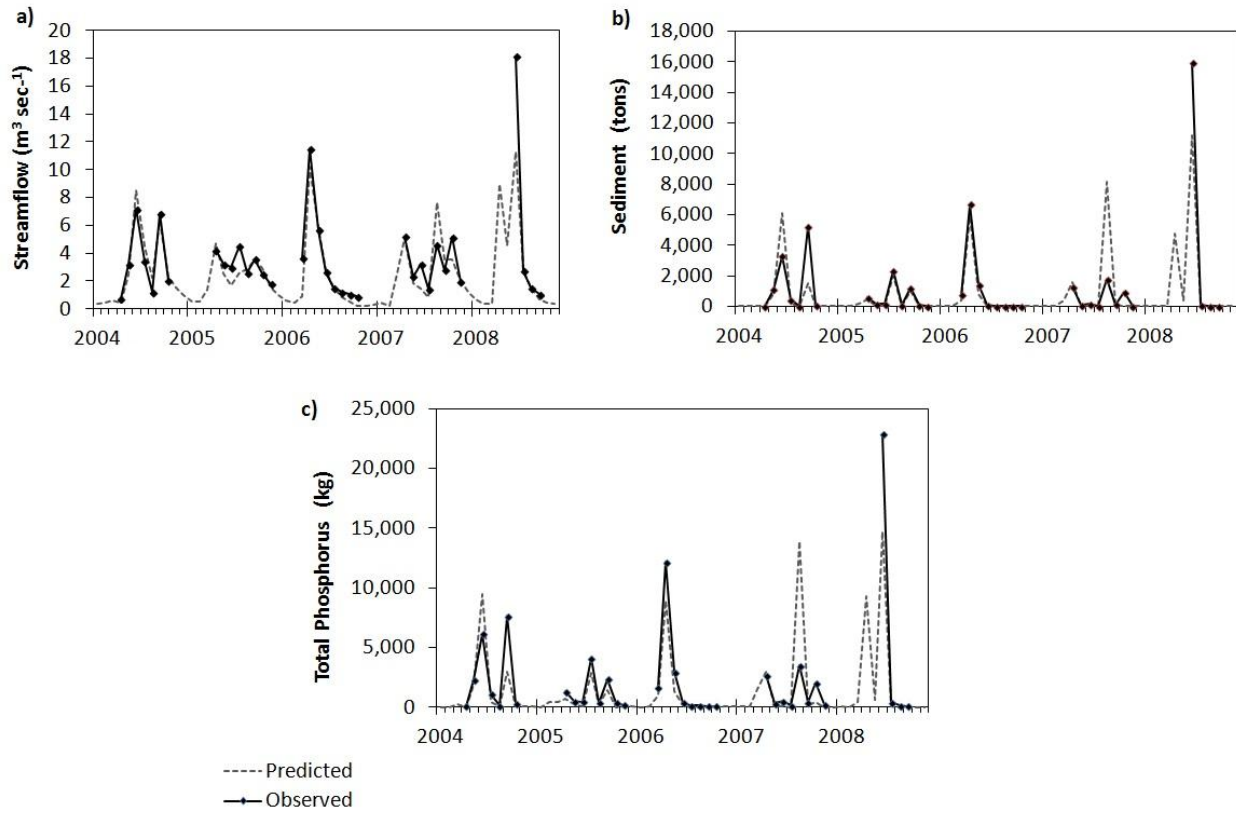 a)
Streamflow (m³ sec-¹)
20
18
16
14
12
10
8
6
4
2
0
2004 2005 2006 2007 2008
b)
Sediment (tons)
18,000
16,000
14,000
12,000
10,000
8,000
6,000
4,000
2,000
0
2004 2005 2006 2007 2008
c)
Total Phosphorus (kg)
25,000
20,000
15,000
10,000
5,000
0
2004 2005 2006 2007 2008
Predicted
Observed